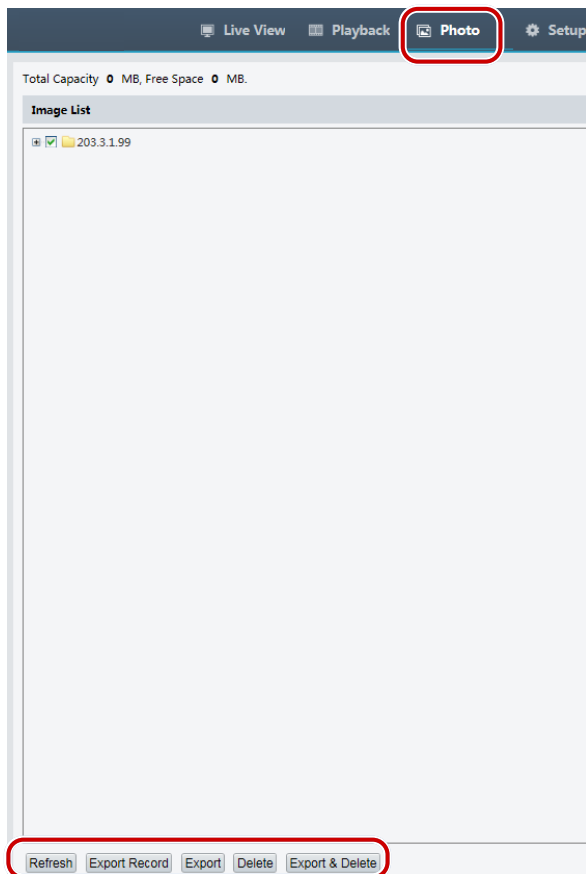 Live View Playback Photo Setup
Total Capacity 0 MB, Free Space 0 MB.
Image List
203.3.1.99
Refresh Export Record Export Delete Export & Delete